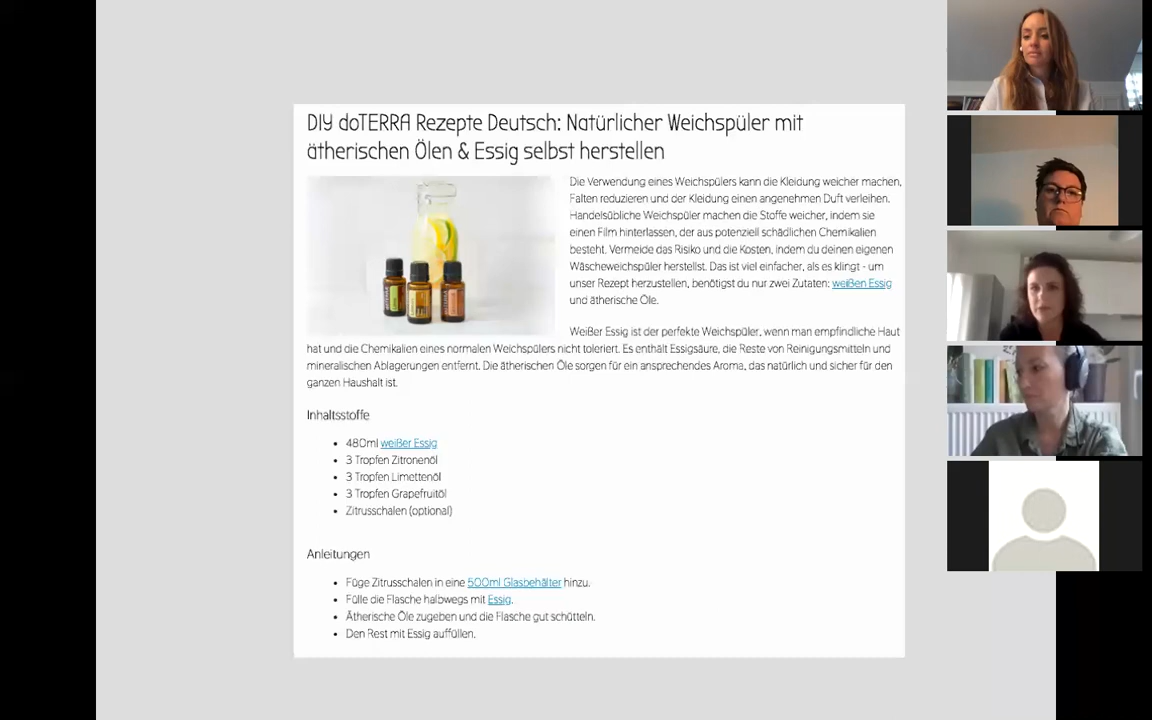 DIY doTERRA Rezepte Deutsch: Natürlicher Weichspüler mit
ätherischen Ölen & Essig selbst herstellen
Die Verwendung eines Weichspülers kann die Kleidung weicher machen,
Falten reduzieren und der Kleidung einen angenehmen Duft verleihen.
Handelsübliche Weichspüler machen die Stoffe weicher, indem sie
einen Film hinterlassen, der aus potenziell schädlichen Chemikalien
besteht. Vermeide das Risiko und die Kosten, indem du deinen eigenen
Wäscheweichspüler herstellst. Das ist viel einfacher, als es klingt - um
unser Rezept herzustellen, benötigst du nur zwei Zutaten: weißen Essig
und ätherische Öle.
Weißer Essig ist der perfekte Weichspüler, wenn man empfindliche Haut
hat und die Chemikalien eines normalen Weichspülers nicht toleriert. Es enthält Essigsäure, die Reste von Reinigungsmitteln und
mineralischen Ablagerungen entfernt. Die ätherischen Öle sorgen für ein ansprechendes Aroma, das natürlich und sicher für den
ganzen Haushalt ist.
Inhaltsstoffe
• 480ml weißer Essig
• 3 Tropfen Zitronenöl
• 3 Tropfen Limettenöl
• 3 Tropfen Grapefruitöl
• Zitrusschalen (optional)
Anleitungen
• Füge Zitrusschalen in eine 500ml Glasbehälter hinzu.
• Fülle die Flasche halbwegs mit Essig.
• Ätherische Öle zugeben und die Flasche gut schütteln.
• Den Rest mit Essig auffüllen.